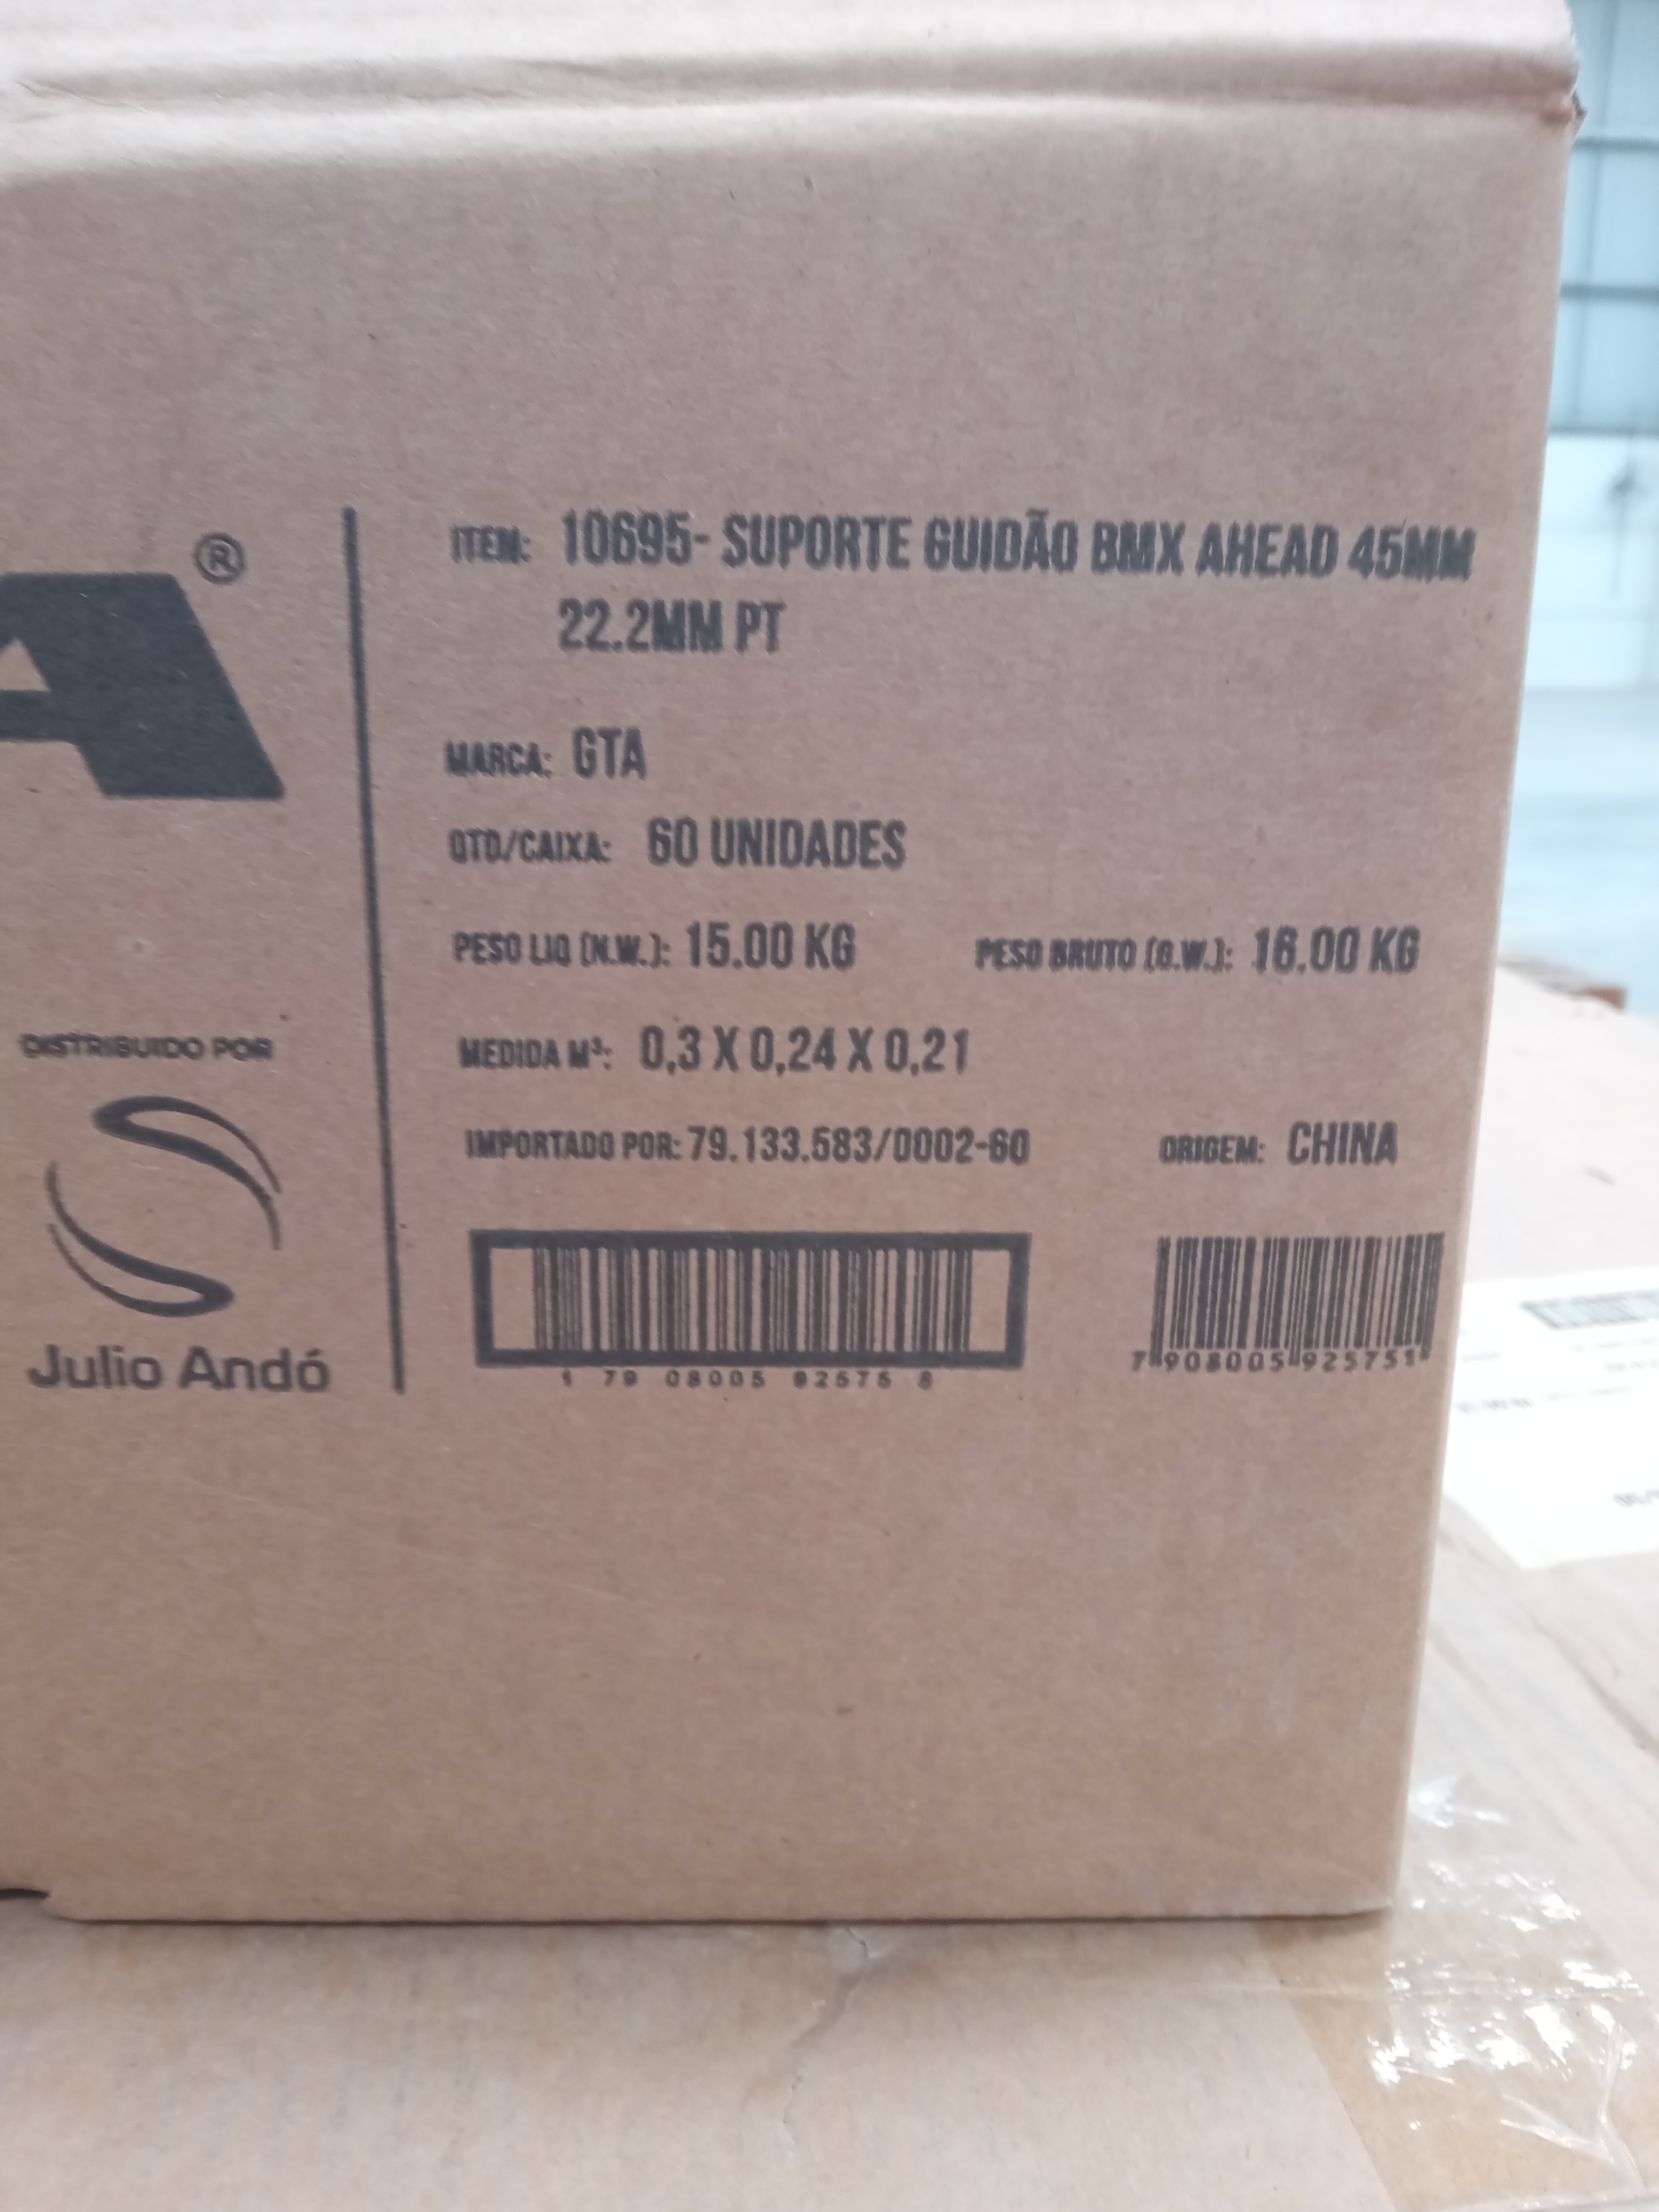 A®
ITEM: 10695- SUPORTE GUIDÃO BMX AHEAD 45MM
22.2MM PT
MARCA: GTA
QTD/CAIXA: 60 UNIDADES
PESO LIQ (N.W.): 15.00 KG PESO BRUTO (G.W.): 16.00 KG
MEDIDA M³: 0,3 X 0,24 X 0,21
IMPORTADO POR: 79.133.583/0002-60 ORIGEM: CHINA
1 79 08005 92575 8 7 908005 925751
DISTRIBUIDO POR
Julio Andó